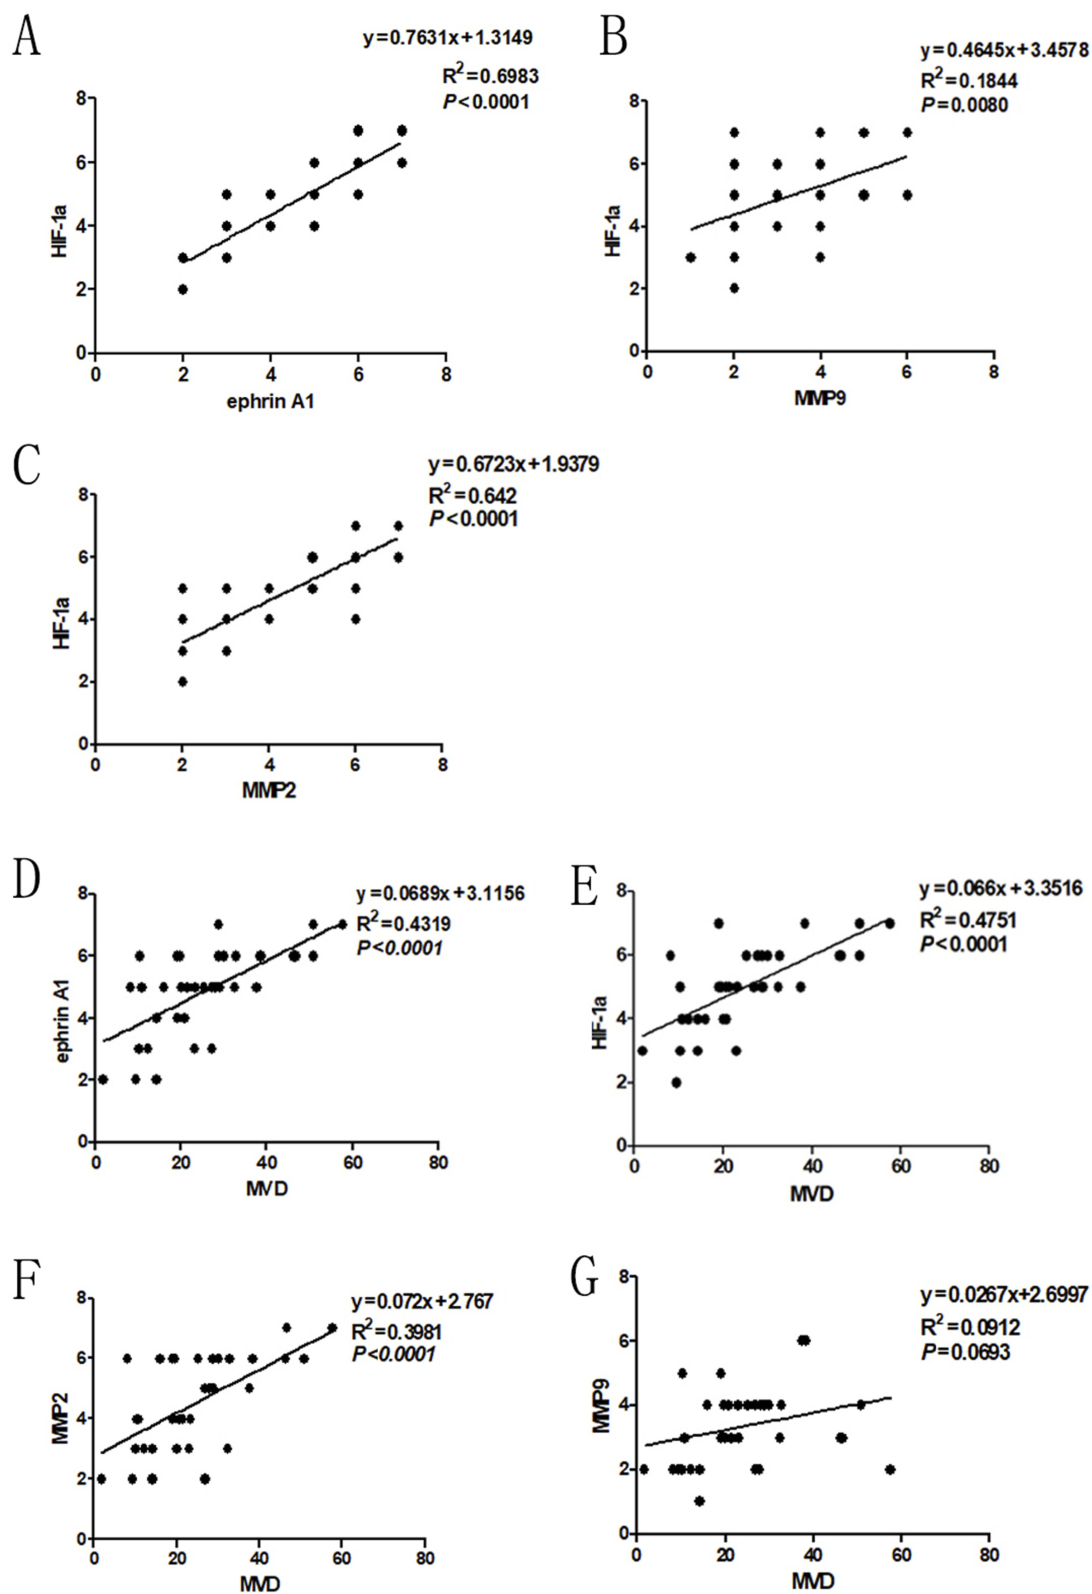 A
y=0.7631x+1.3149
R²=0.6983
P<0.0001
8
6
4
2
0
HIF-1a
0 2 4 6 8
ephrin A1
B
y=0.4645x+3.4578
R²=0.1844
P=0.0080
8
6
4
2
0
HIF-1a
0 2 4 6 8
MMP9
C
y=0.6723x+1.9379
R²=0.642
P<0.0001
8
6
4
2
0
HIF-1a
0 2 4 6 8
MMP2
D
y=0.0689x+3.1156
R²=0.4319
P<0.0001
8
6
4
2
0
ephrin A1
0 20 40 60 80
MVD
E
y=0.066x+3.3516
R²=0.4751
P<0.0001
8
6
4
2
0
HIF-1a
0 20 40 60 80
MVD
F
y=0.072x+2.767
R²=0.3981
P<0.0001
8
6
4
2
0
MMP2
0 20 40 60 80
MVD
G
y=0.0267x+2.6997
R²=0.0912
P=0.0693
8
6
4
2
0
MMP9
0 20 40 60 80
MVD